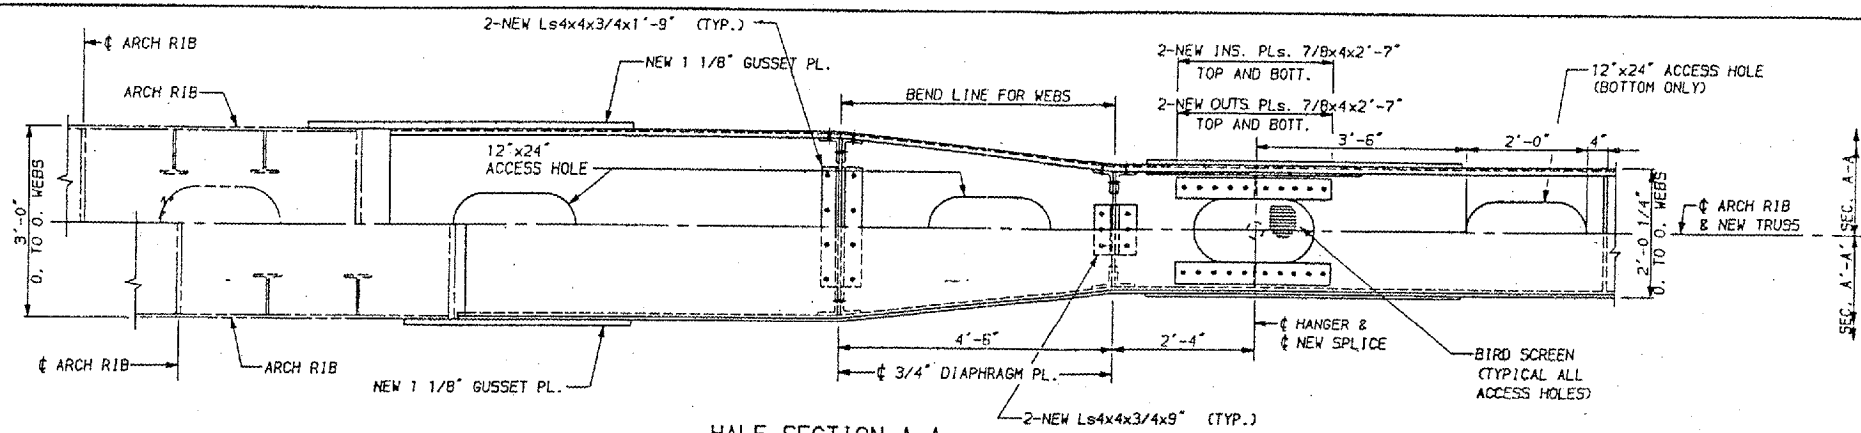 2-NEW Ls4x4x3/4x1'-9" (TYP.)
℄ ARCH RIB
NEW 1 1/8" GUSSET PL.
ARCH RIB
2-NEW INS. PLs. 7/8x4x2'-7"
TOP AND BOTT.
12"x24" ACCESS HOLE
(BOTTOM ONLY)
BEND LINE FOR WEBS
2-NEW OUTS. PLs. 7/8x4x2'-7"
TOP AND BOTT.
3'-6"
2'-0"
4"
12"x24"
ACCESS HOLE
3'-0"
O. TO O. WEBS
2'-0 1/4"
O. TO O. WEBS
SEC. A-A
SEC. A'-A'
℄ ARCH RIB
& NEW TRUSS
4'-6"
2'-4"
℄ HANGER &
℄ NEW SPLICE
℄ ARCH RIB
ARCH RIB
NEW 1 1/8" GUSSET PL.
℄ 3/4" DIAPHRAGM PL.
BIRD SCREEN
(TYPICAL ALL
ACCESS HOLES)
2-NEW Ls4x4x3/4x9" (TYP.)
HALF SECTION A-A